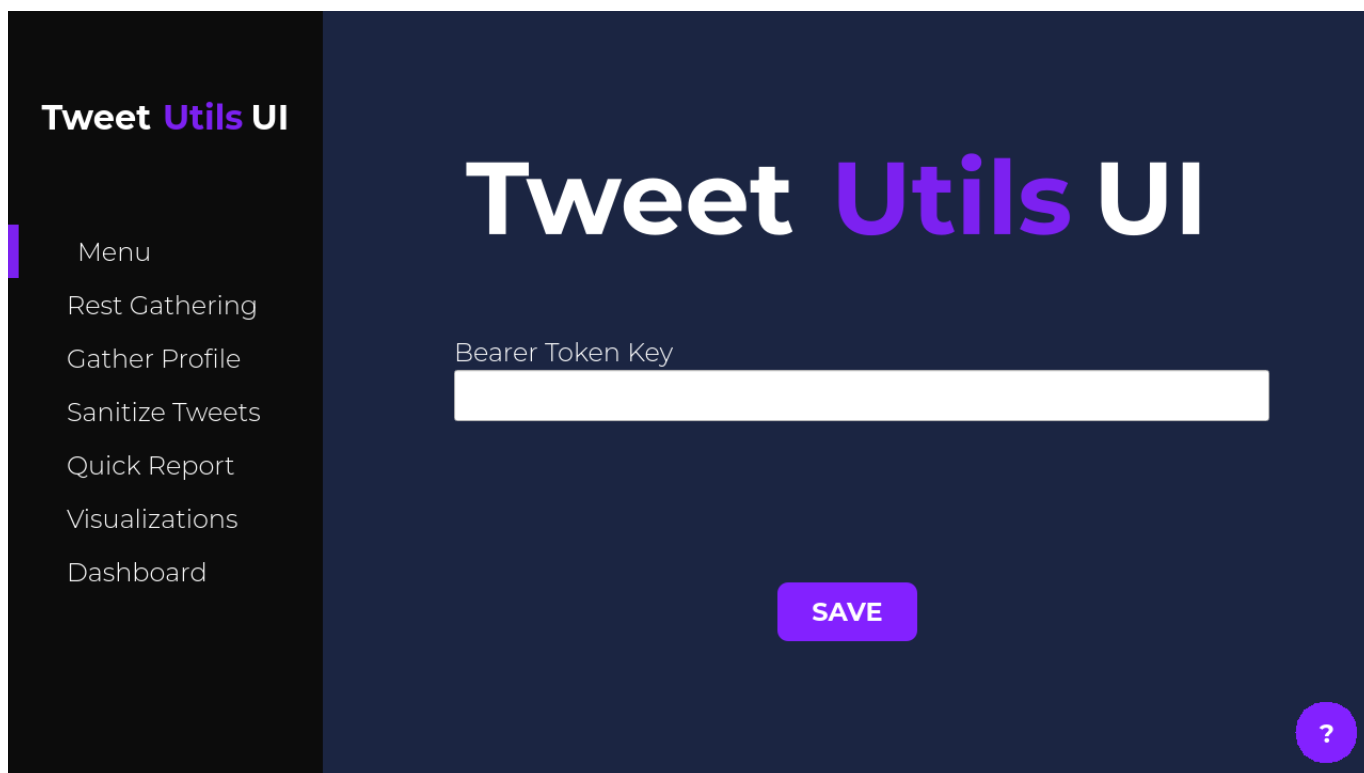 Tweet Utils UI
Menu
Rest Gathering
Gather Profile
Sanitize Tweets
Quick Report
Visualizations
Dashboard
Tweet Utils UI
Bearer Token Key
SAVE
?